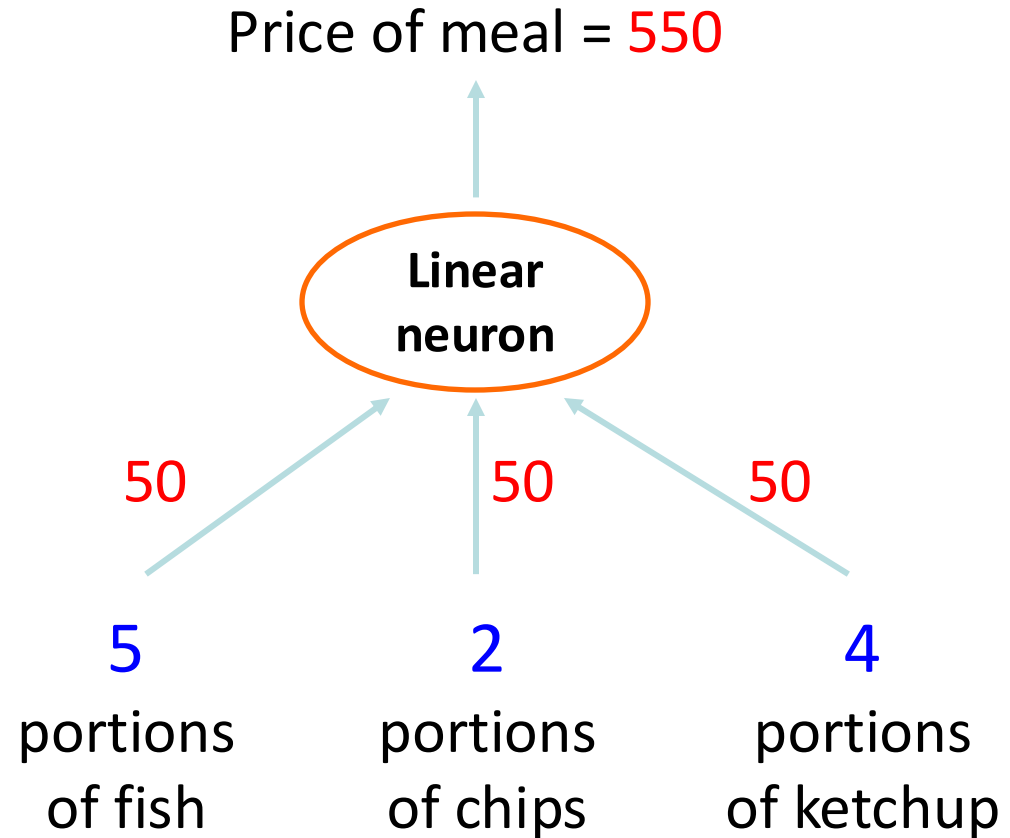 Price of meal = 550
Linear
neuron
50 50 50
5 2 4
portions portions portions
of fish of chips of ketchup